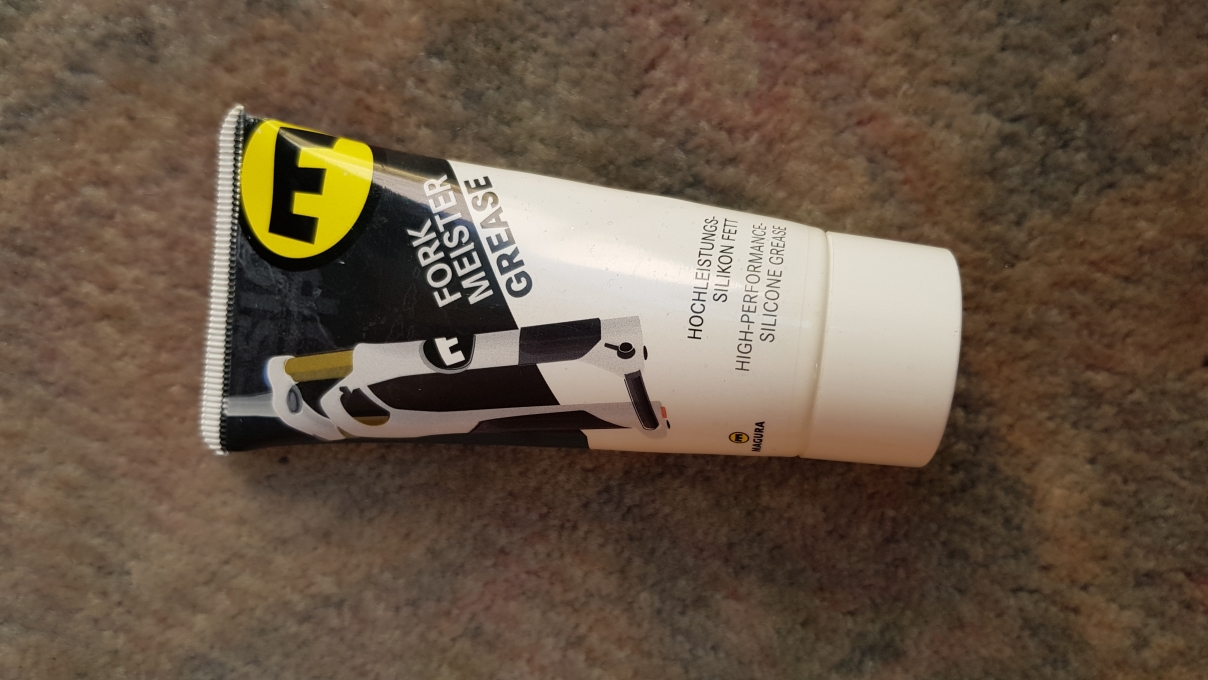 FORK
MEISTER
GREASE
HOCHLEISTUNGS-
SILIKON FETT
HIGH-PERFORMANCE-
SILICONE GREASE
MAGURA